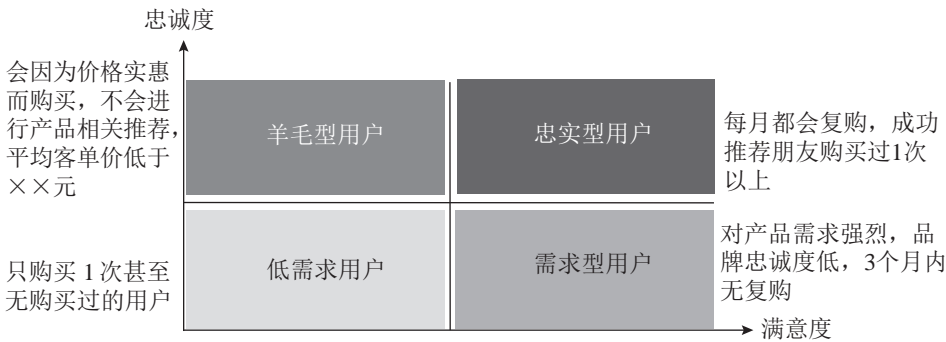 忠诚度
会因为价格实惠
而购买，不会进
行产品相关推荐，
平均客单价低于
××元
羊毛型用户
忠实型用户
每月都会复购，成功
推荐朋友购买过1次
以上
只购买 1 次甚至
无购买过的用户
低需求用户
需求型用户
对产品需求强烈，品
牌忠诚度低，3个月内
无复购
满意度